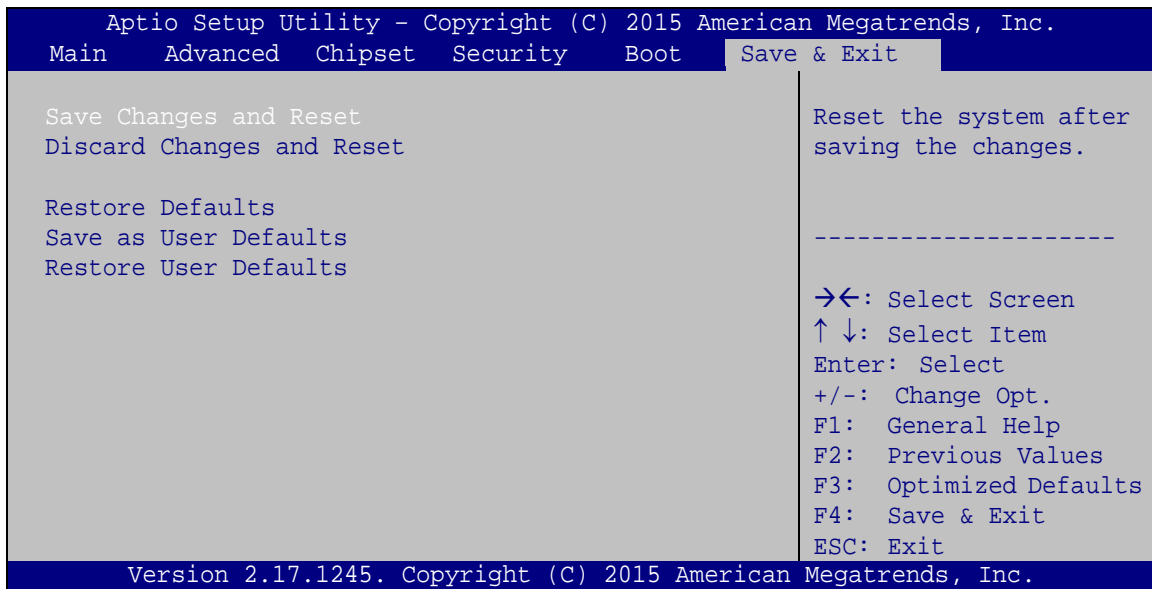 Aptio Setup Utility – Copyright (C) 2015 American Megatrends, Inc.
Main Advanced Chipset Security Boot Save & Exit
Save Changes and Reset
Discard Changes and Reset
Restore Defaults
Save as User Defaults
Restore User Defaults
Reset the system after
saving the changes.
---------------------
→←: Select Screen
↑ ↓: Select Item
Enter: Select
+/-: Change Opt.
F1: General Help
F2: Previous Values
F3: Optimized Defaults
F4: Save & Exit
ESC: Exit
Version 2.17.1245. Copyright (C) 2015 American Megatrends, Inc.